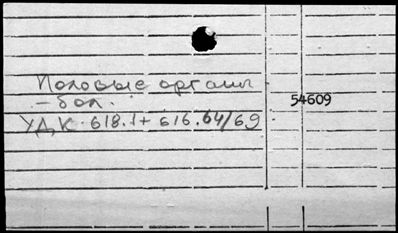 Половые органы
- бол.
54609
УДК 618.1+ 616.64/69